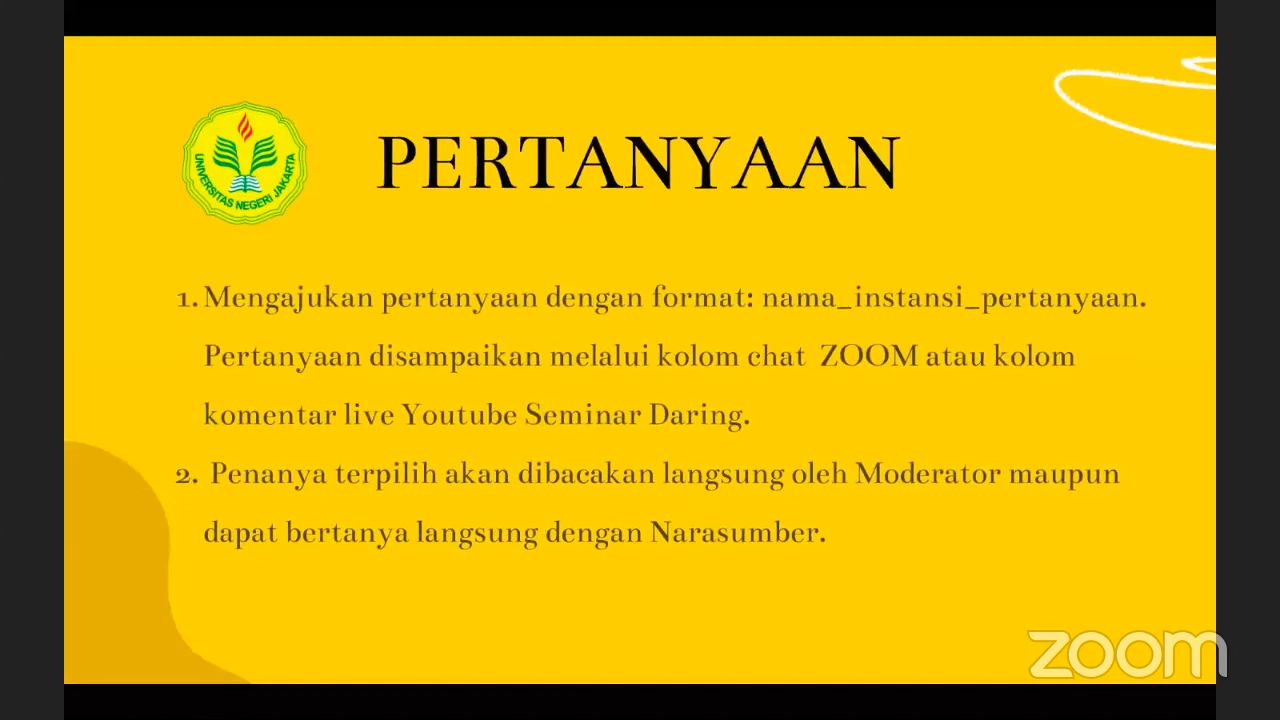 UNIVERSITAS NEGERI JAKARTA
PERTANYAAN
1. Mengajukan pertanyaan dengan format: nama_instansi_pertanyaan.
Pertanyaan disampaikan melalui kolom chat ZOOM atau kolom
komentar live Youtube Seminar Daring.
2. Penanya terpilih akan dibacakan langsung oleh Moderator maupun
dapat bertanya langsung dengan Narasumber.
zoom